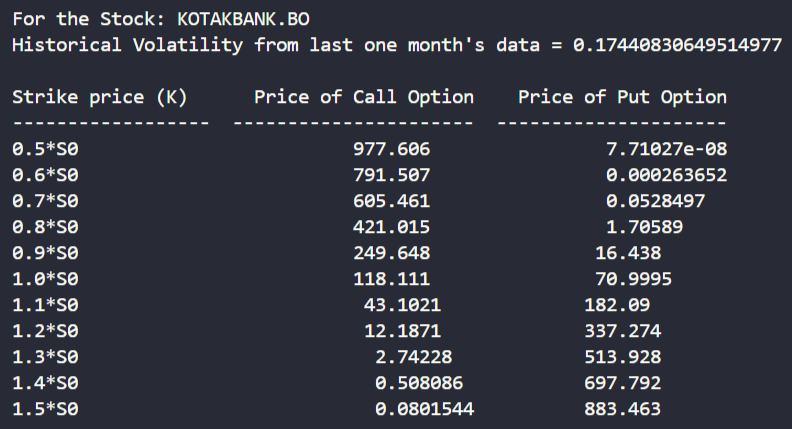 For the Stock: KOTAKBANK.BO
Historical Volatility from last one month's data = 0.17440830649514977
Strike price (K) Price of Call Option Price of Put Option
------------------ ---------------------- ---------------------
0.5*S0 977.606 7.71027e-08
0.6*S0 791.507 0.000263652
0.7*S0 605.461 0.0528497
0.8*S0 421.015 1.70589
0.9*S0 249.648 16.438
1.0*S0 118.111 70.9995
1.1*S0 43.1021 182.09
1.2*S0 12.1871 337.274
1.3*S0 2.74228 513.928
1.4*S0 0.508086 697.792
1.5*S0 0.0801544 883.463